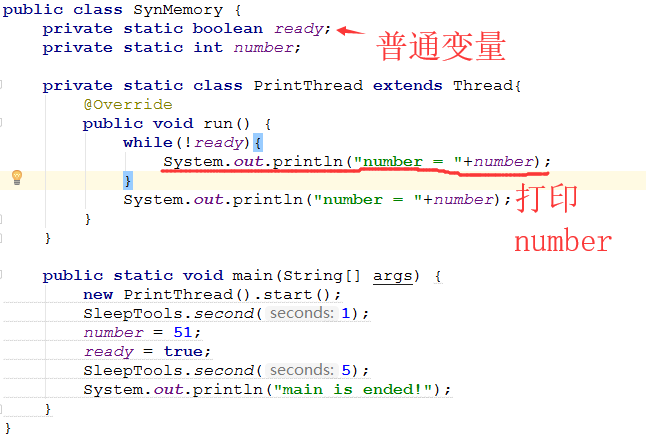 public class SynMemory {
private static boolean ready;
普通变量
private static int number;
private static class PrintThread extends Thread{
@Override
public void run() {
while(!ready){
System.out.println("number = "+number);
}
System.out.println("number = "+number);
打印
number
}
}
public static void main(String[] args) {
new PrintThread().start();
SleepTools.second( seconds: 1);
number = 51;
ready = true;
SleepTools.second( seconds: 5);
System.out.println("main is ended!");
}
}